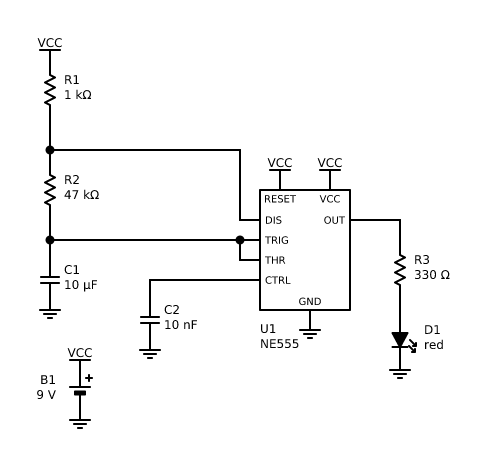 VCC
R1
1 kΩ
R2
47 kΩ
C1
10 µF
VCC
B1
9 V
+
C2
10 nF
VCC
VCC
RESET
VCC
DIS
OUT
TRIG
THR
CTRL
GND
U1
NE555
R3
330 Ω
D1
red